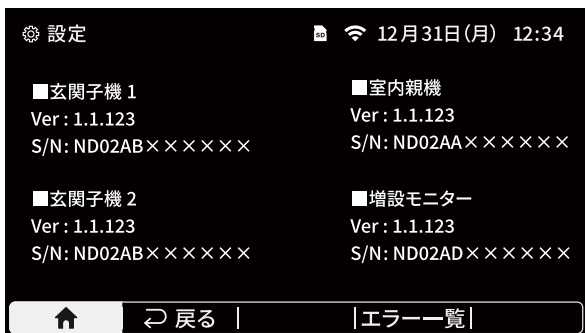 設定 SD 12月31日(月) 12:34
■玄関子機 1
Ver : 1.1.123
S/N: ND02AB××××××
■室内親機
Ver : 1.1.123
S/N: ND02AA××××××
■玄関子機 2
Ver : 1.1.123
S/N: ND02AB××××××
■増設モニター
Ver : 1.1.123
S/N: ND02AD××××××
戻る エラー一覧